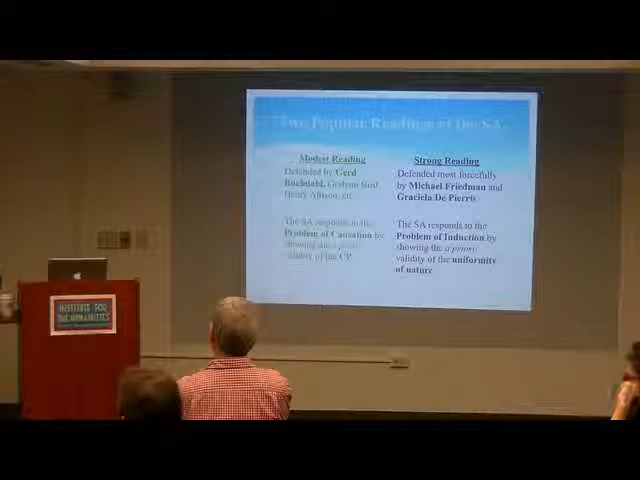 Two Popular Readings of the SA
Modest Reading
Defended by Gerd
Buchdahl, Graham Bird,
Henry Allison, etc
The SA responds to the
Problem of Causation by
showing the a priori
validity of the CP
Strong Reading
Defended most forcefully
by Michael Friedman and
Graciela De Pierris
The SA responds to the
Problem of Induction by
showing the a priori
validity of the uniformity
of nature
INSTITUTE FOR
THE HUMANITIES